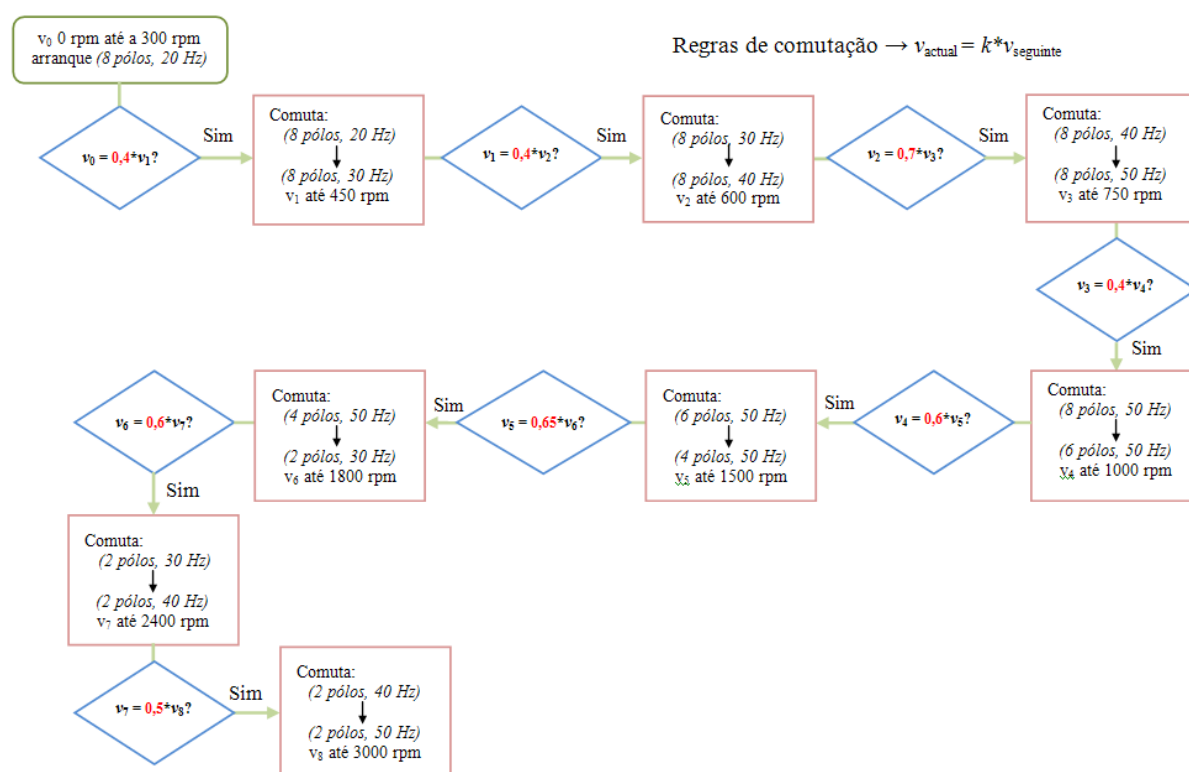 v₀ 0 rpm até a 300 rpm
arranque (8 pólos, 20 Hz)
Regras de comutação → vactual = k*vseguinte
v₀ = 0,4*v₁?
Sim
Comuta:
(8 pólos, 20 Hz)
(8 pólos, 30 Hz)
v₁ até 450 rpm
v₁ = 0,4*v₂?
Sim
Comuta:
(8 pólos, 30 Hz)
(8 pólos, 40 Hz)
v₂ até 600 rpm
v₂ = 0,7*v₃?
Sim
Comuta:
(8 pólos, 40 Hz)
(8 pólos, 50 Hz)
v₃ até 750 rpm
v₃ = 0,4*v₄?
Sim
Comuta:
(8 pólos, 50 Hz)
(6 pólos, 50 Hz)
v₄ até 1000 rpm
v₄ = 0,6*v₅?
Sim
Comuta:
(6 pólos, 50 Hz)
(4 pólos, 50 Hz)
v₅ até 1500 rpm
v₅ = 0,65*v₆?
Sim
Comuta:
(4 pólos, 50 Hz)
(2 pólos, 30 Hz)
v₆ até 1800 rpm
v₆ = 0,6*v₇?
Sim
Comuta:
(2 pólos, 30 Hz)
(2 pólos, 40 Hz)
v₇ até 2400 rpm
v₇ = 0,5*v₈?
Sim
Comuta:
(2 pólos, 40 Hz)
(2 pólos, 50 Hz)
v₈ até 3000 rpm